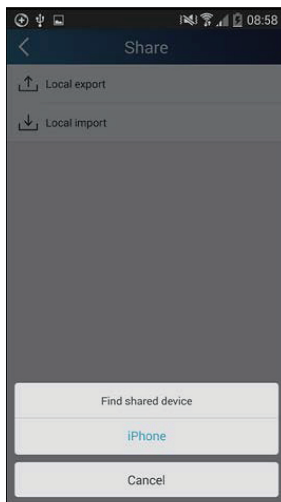 08:58
Share
Local export
Local import
Find shared device
iPhone
Cancel